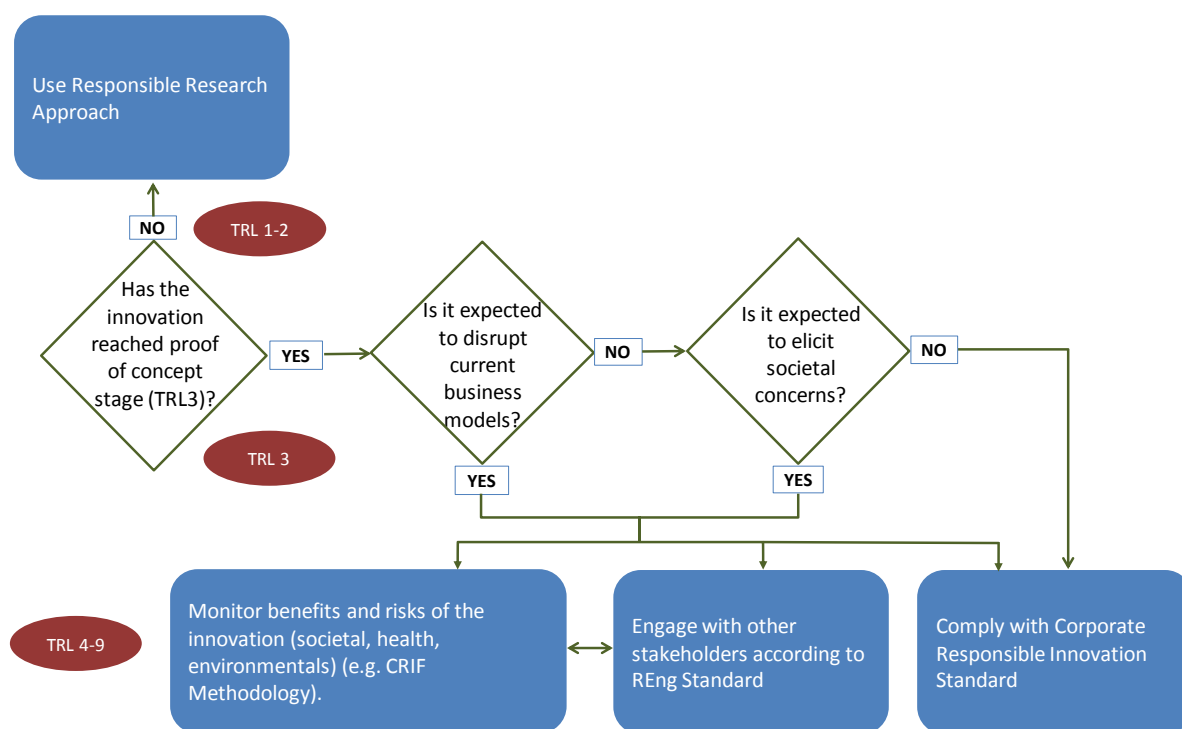 Use Responsible Research
Approach
NO
TRL 1-2
Has the
innovation
reached proof
of concept
stage (TRL3)?
YES
Is it expected
to disrupt
current
business
models?
NO
Is it expected
to elicit
societal
concerns?
NO
TRL 3
YES
YES
TRL 4-9
Monitor benefits and risks of the
innovation (societal, health,
environmentals) (e.g. CRIF
Methodology).
Engage with other
stakeholders according to
REng Standard
Comply with Corporate
Responsible Innovation
Standard